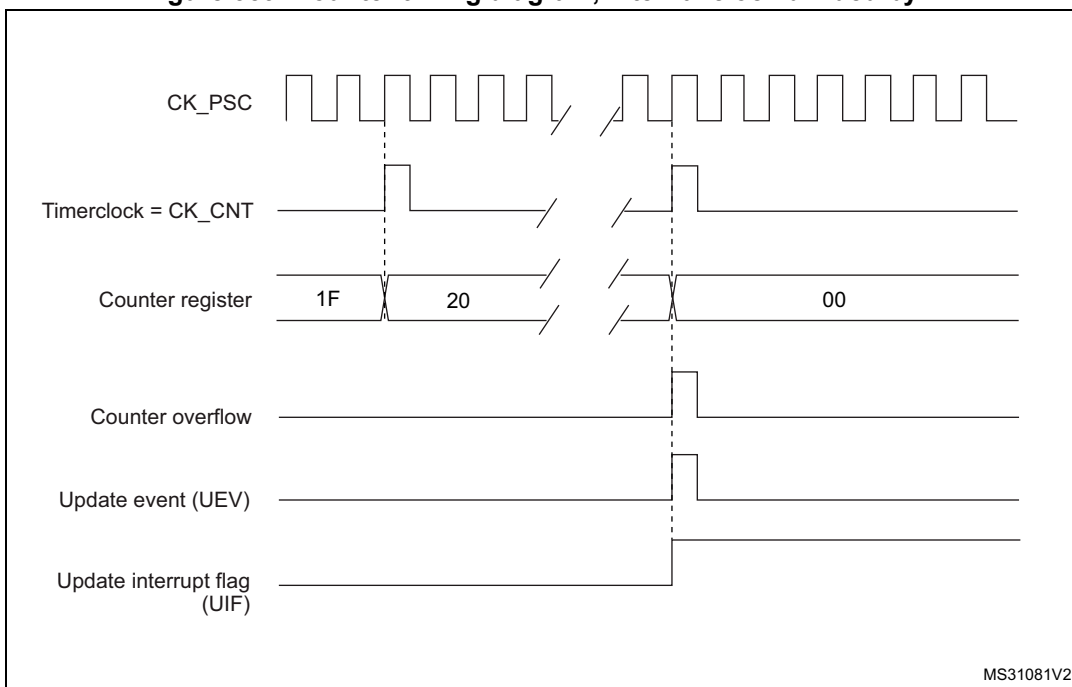 CK_PSC
Timerclock = CK_CNT
Counter register
1F
20
00
Counter overflow
Update event (UEV)
Update interrupt flag
(UIF)
MS31081V2